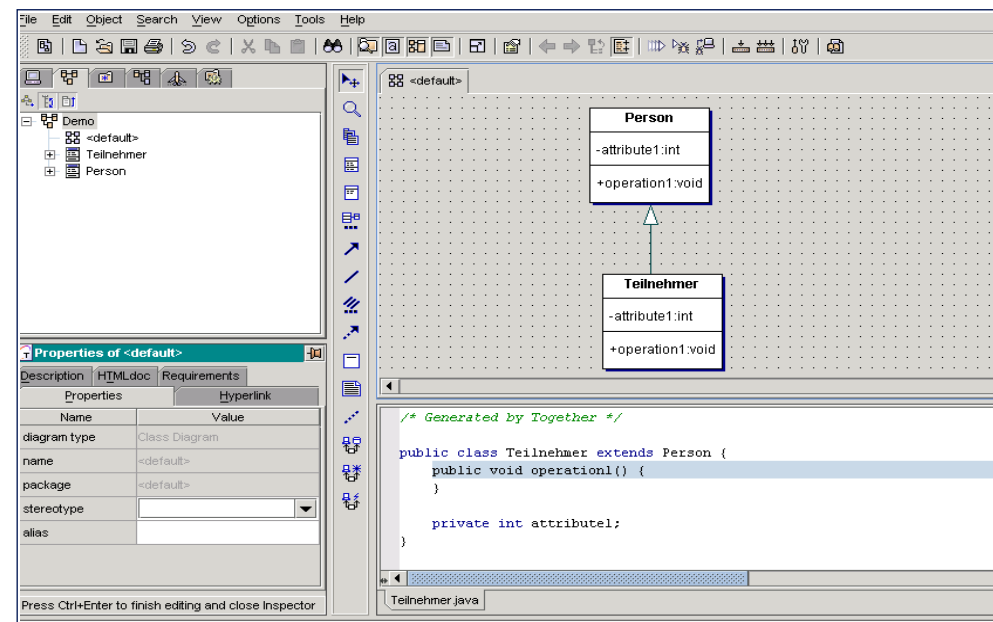 File Edit Object Search View Options Tools Help
<default>
Demo
<default>
Teilnehmer
Person
Person
-attribute1:int
+operation1:void
Teilnehmer
-attribute1:int
+operation1:void
Properties of <default>
Description HTMLdoc Requirements
Properties Hyperlink
Name Value
diagram type Class Diagram
name <default>
package <default>
stereotype
alias
Press Ctrl+Enter to finish editing and close Inspector
/* Generated by Together */
public class Teilnehmer extends Person {
public void operation1() {
}
private int attribute1;
}
Teilnehmer.java